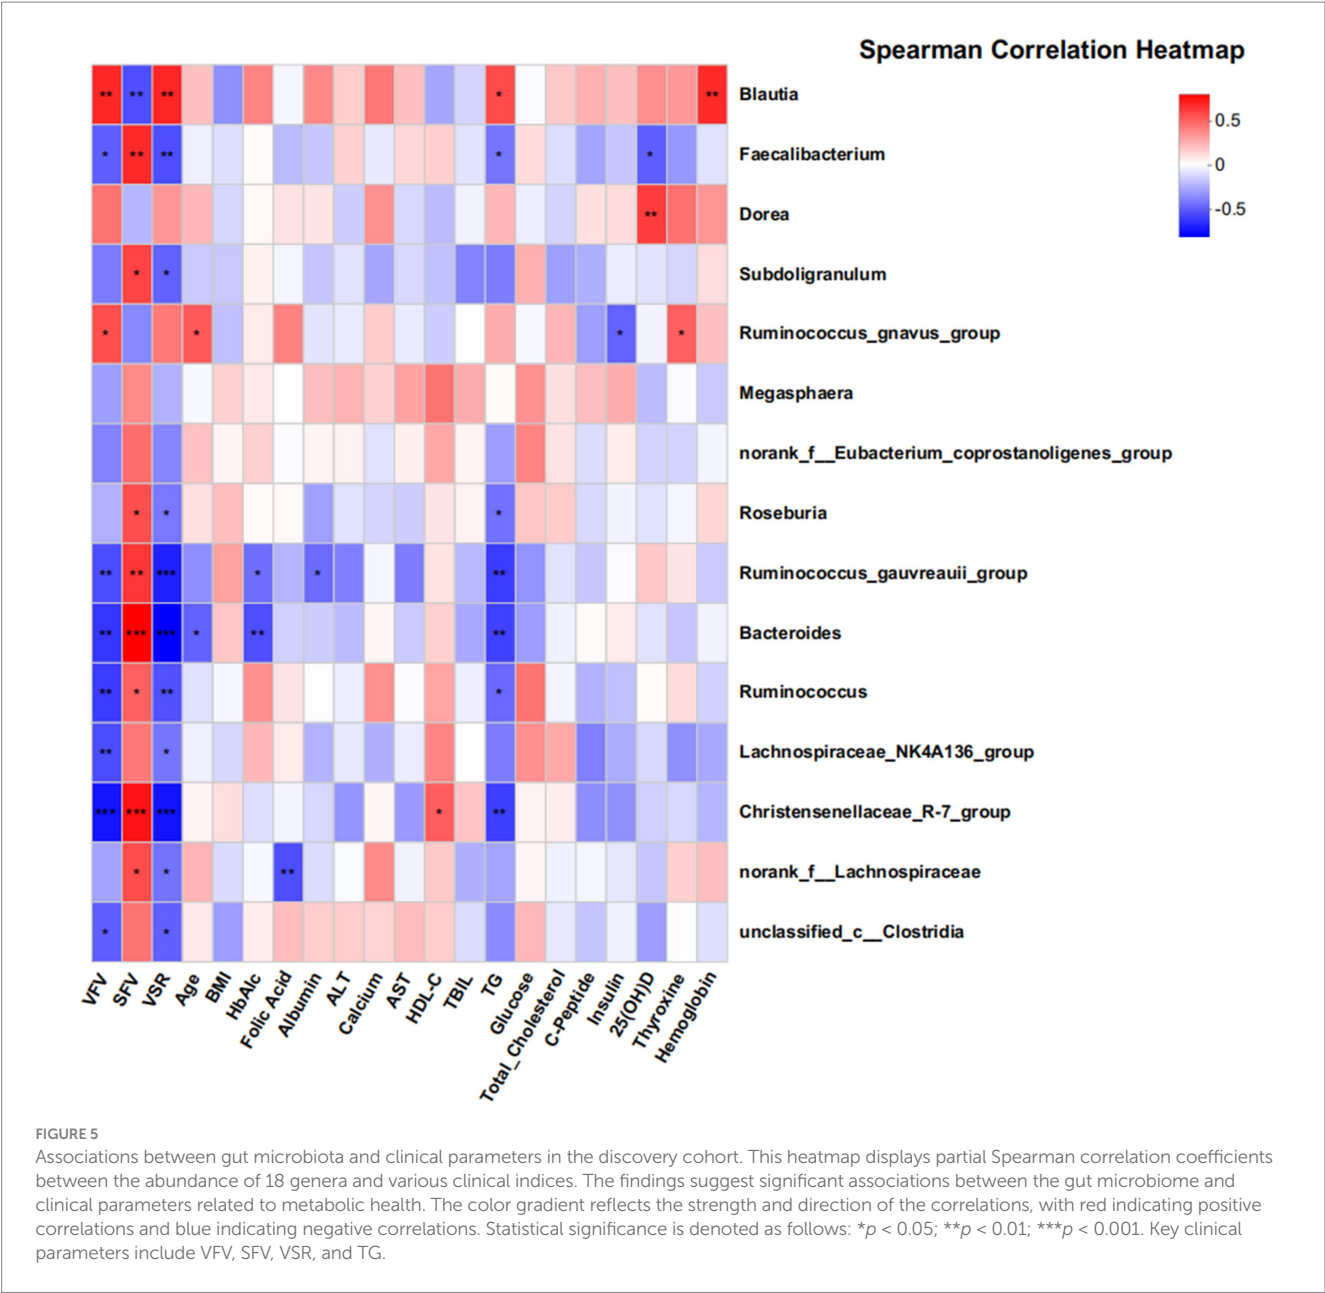 Spearman Correlation Heatmap
** ** ** * ** Blautia
* ** ** * * Faecalibacterium
** Dorea
* * Subdoligranulum
* * * * Ruminococcus_gnavus_group
Megasphaera
norank_f__Eubacterium_coprostanoligenes_group
* * * Roseburia
** ** *** * * ** Ruminococcus_gauvreauii_group
** *** *** * ** ** Bacteroides
** * ** * Ruminococcus
** * Lachnospiraceae_NK4A136_group
*** *** *** * ** Christensenellaceae_R-7_group
* * ** norank_f__Lachnospiraceae
* * unclassified_c__Clostridia
0.5
0
-0.5
VFV
SFV
VSR
Age
BMI
HbAlc
Folic Acid
Albumin
ALT
Calcium
AST
HDL-C
TBIL
TG
Glucose
Total_Cholesterol
C-Peptide
Insulin
25(OH)D
Thyroxine
Hemoglobin
FIGURE 5
Associations between gut microbiota and clinical parameters in the discovery cohort. This heatmap displays partial Spearman correlation coefficients
between the abundance of 18 genera and various clinical indices. The findings suggest significant associations between the gut microbiome and
clinical parameters related to metabolic health. The color gradient reflects the strength and direction of the correlations, with red indicating positive
correlations and blue indicating negative correlations. Statistical significance is denoted as follows: *p < 0.05; **p < 0.01; ***p < 0.001. Key clinical
parameters include VFV, SFV, VSR, and TG.